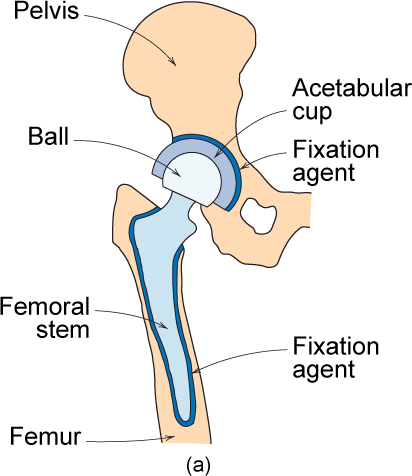 Pelvis
Acetabular
cup
Ball
Fixation
agent
Femoral
stem
Fixation
agent
Femur
(a)